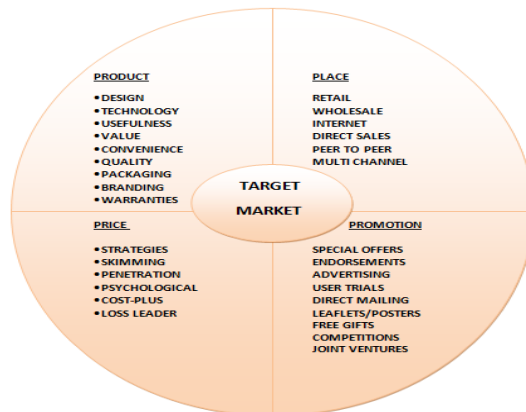 PRODUCT
•DESIGN
•TECHNOLOGY
•USEFULNESS
•VALUE
•CONVENIENCE
•QUALITY
•PACKAGING
•BRANDING
•WARRANTIES
PLACE
RETAIL
WHOLESALE
INTERNET
DIRECT SALES
PEER TO PEER
MULTI CHANNEL
TARGET
MARKET
PRICE
•STRATEGIES
•SKIMMING
•PENETRATION
•PSYCHOLOGICAL
•COST-PLUS
•LOSS LEADER
PROMOTION
SPECIAL OFFERS
ENDORSEMENTS
ADVERTISING
USER TRIALS
DIRECT MAILING
LEAFLETS/POSTERS
FREE GIFTS
COMPETITIONS
JOINT VENTURES